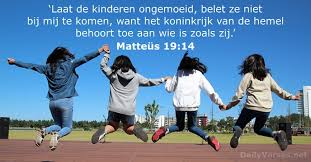 ‘Laat de kinderen ongemoeid, belet ze niet
bij mij te komen, want het koninkrijk van de hemel
behoort toe aan wie is zoals zij.’
Matteüs 19:14
DailyVerses.net